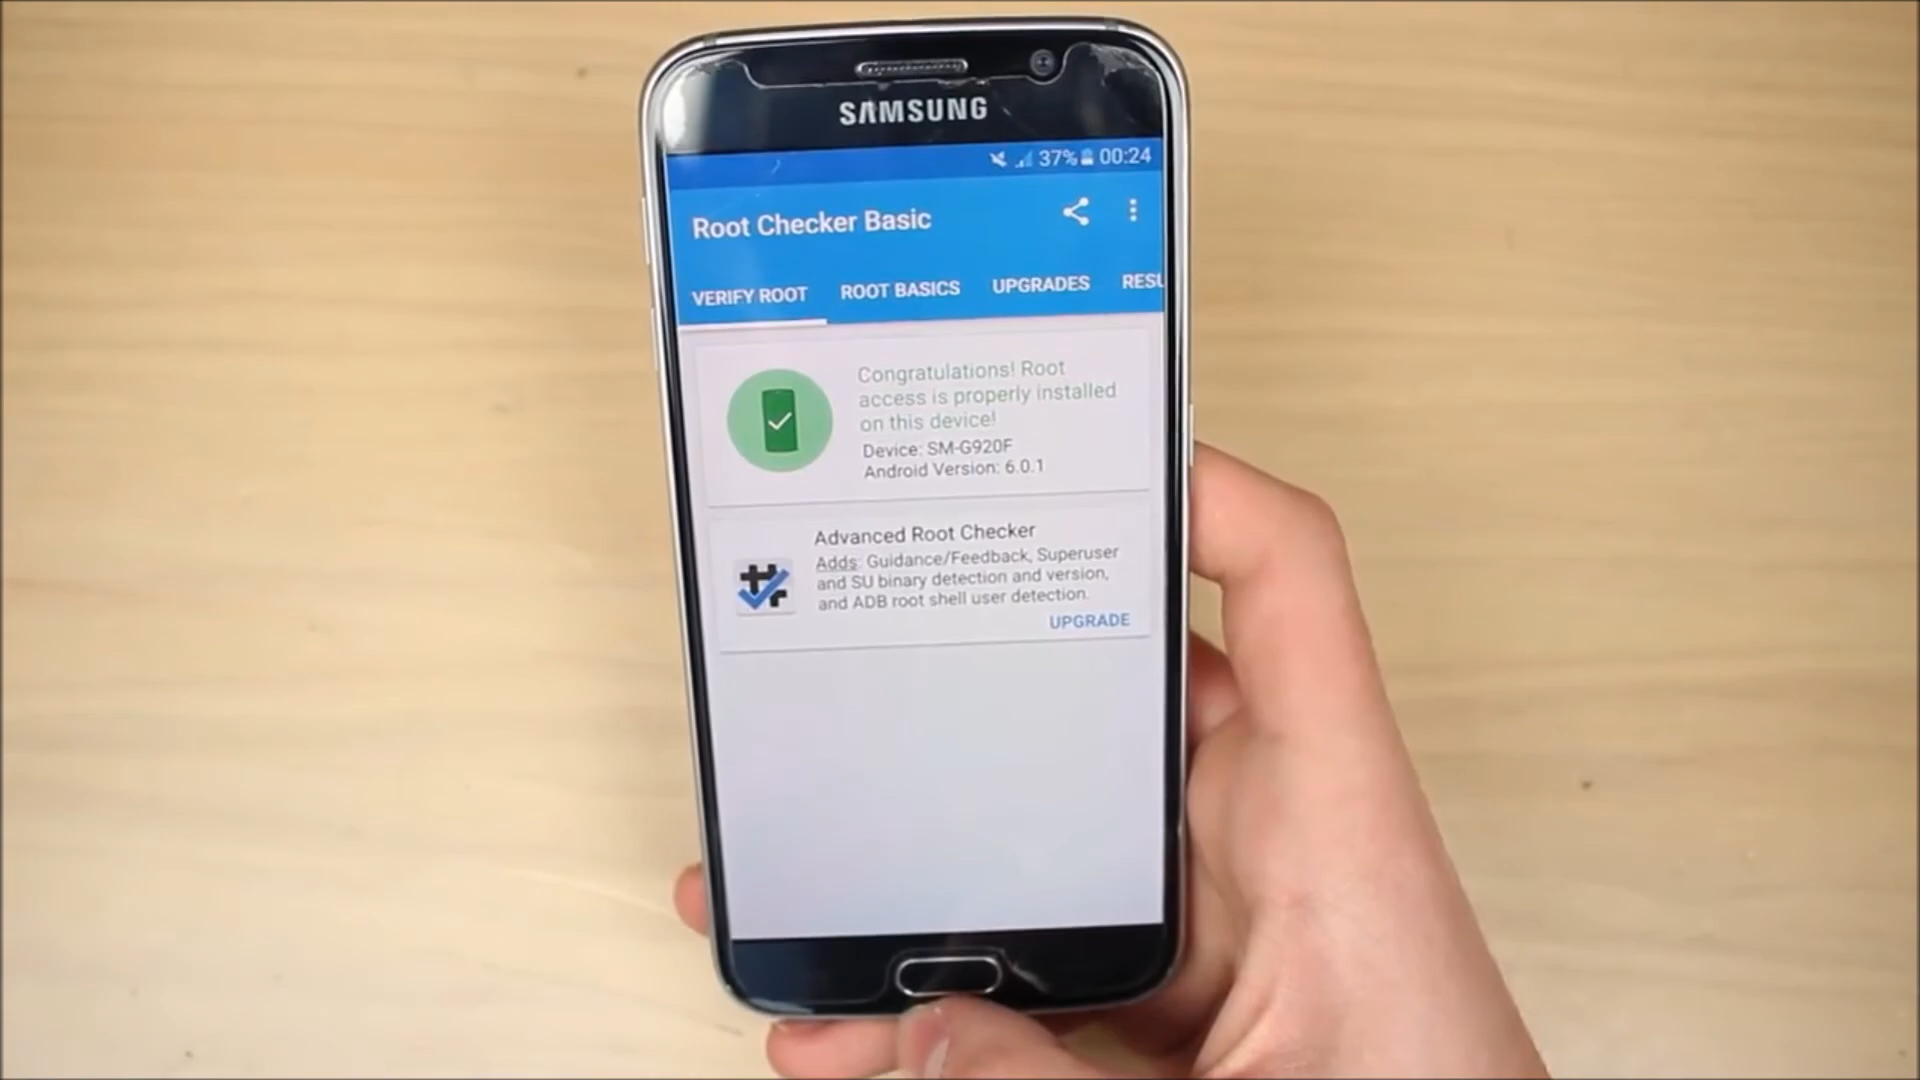 SAMSUNG
37% 00:24
Root Checker Basic
VERIFY ROOT ROOT BASICS UPGRADES RESU
Congratulations! Root
access is properly installed
on this device!
Device: SM-G920F
Android Version: 6.0.1
Advanced Root Checker
Adds: Guidance/Feedback, Superuser
and SU binary detection and version,
and ADB root shell user detection.
UPGRADE